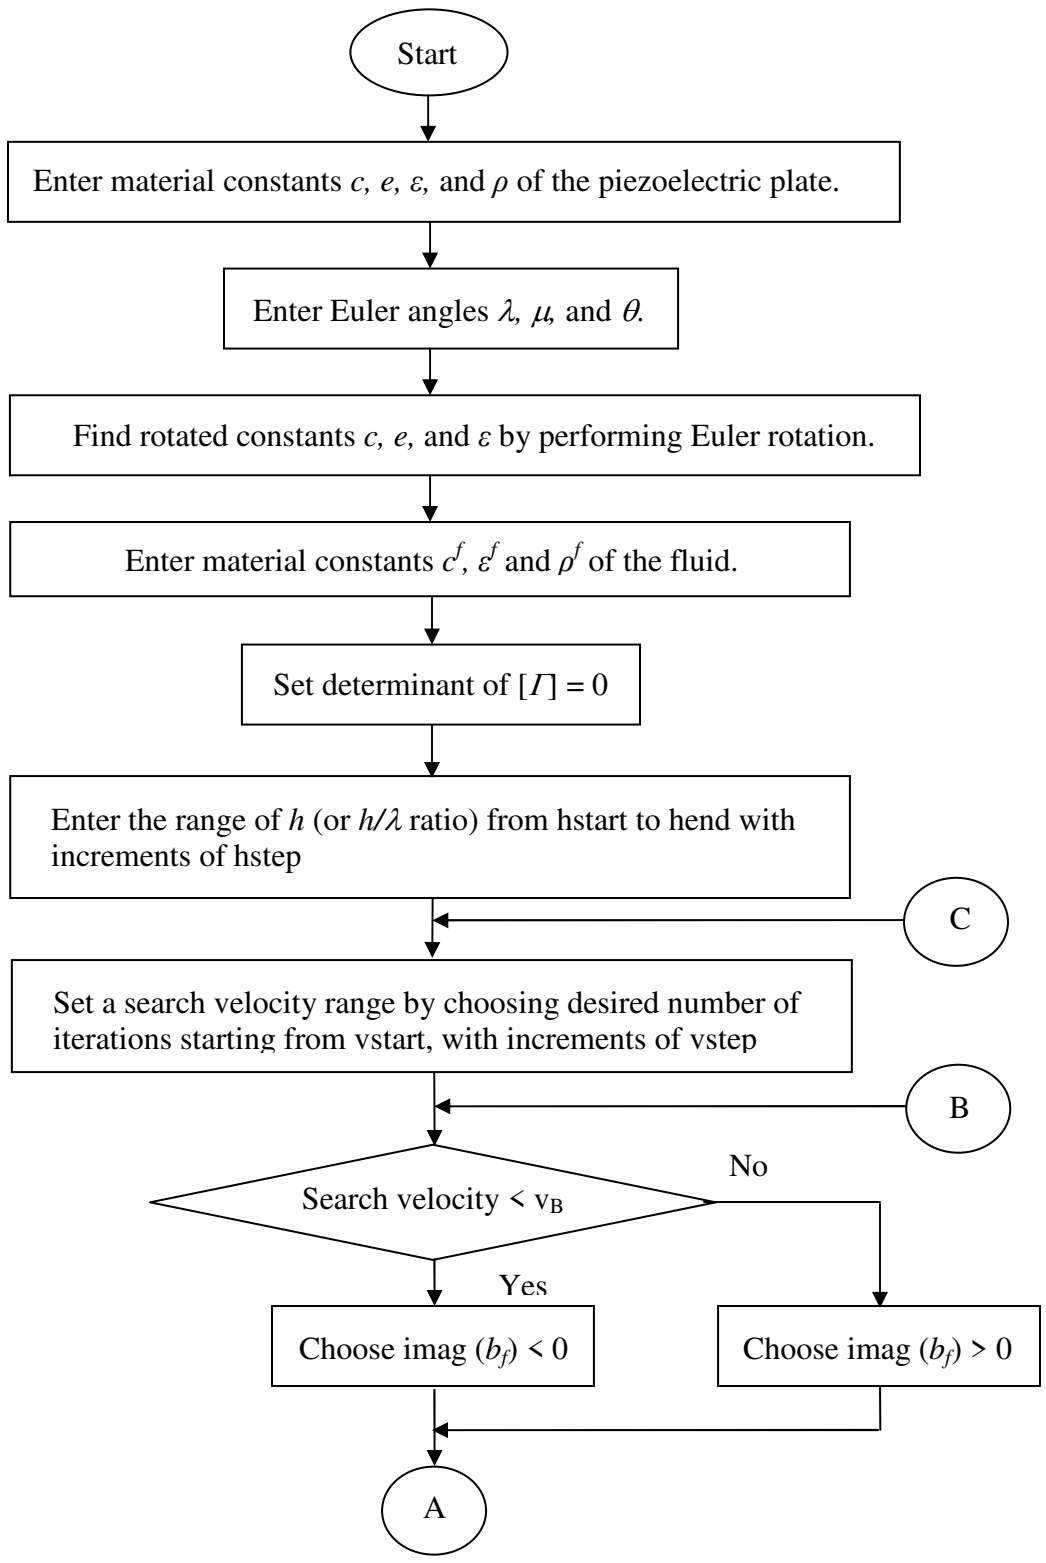 Start
Enter material constants c, e, ε, and ρ of the piezoelectric plate.
Enter Euler angles λ, μ, and θ.
Find rotated constants c, e, and ε by performing Euler rotation.
Enter material constants c^f, ε^f and ρ^f of the fluid.
Set determinant of [Γ] = 0
Enter the range of h (or h/λ ratio) from hstart to hend with
increments of hstep
C
Set a search velocity range by choosing desired number of
iterations starting from vstart, with increments of vstep
B
No
Search velocity < v_B
Yes
Choose imag (b_f) < 0
Choose imag (b_f) > 0
A